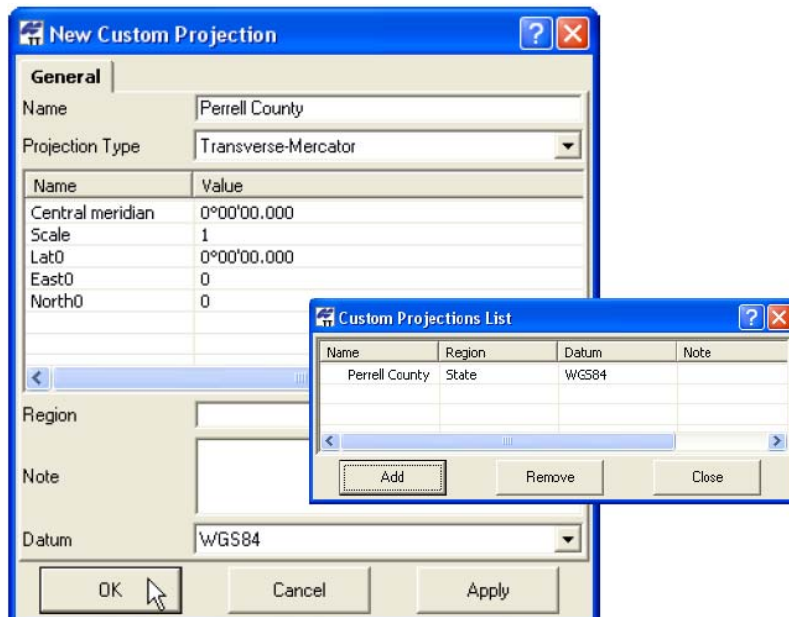 New Custom Projection
General
Name Perrell County
Projection Type Transverse-Mercator
Name Value
Central meridian 0°00'00.000
Scale 1
Lat0 0°00'00.000
East0 0
North0 0
Region
Note
Datum WGS84
OK Cancel Apply
Custom Projections List
Name Region Datum Note
Perrell County State WGS84
Add Remove Close